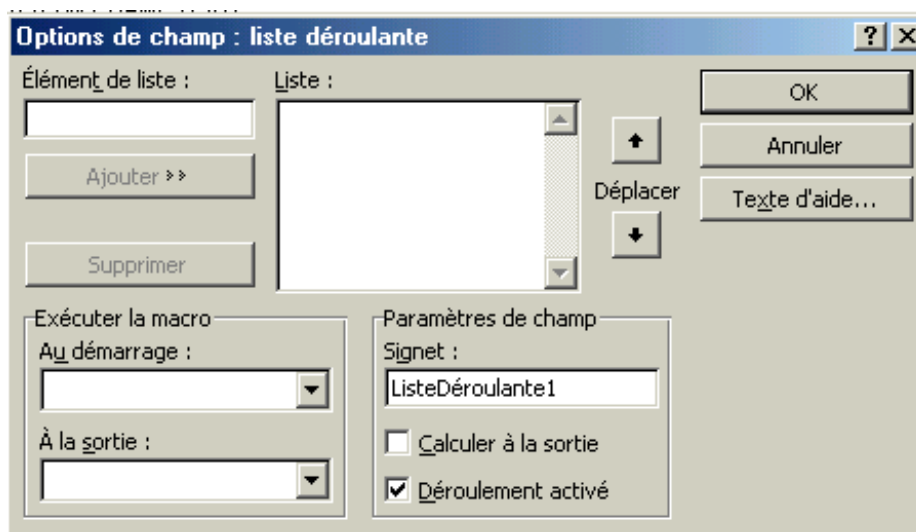 Options de champ : liste déroulante
Élément de liste :
Liste :
OK
Ajouter
Annuler
Déplacer
Texte d'aide...
Supprimer
Exécuter la macro
Au démarrage :
À la sortie :
Paramètres de champ
Signet :
ListeDéroulante1
Calculer à la sortie
Déroulement activé